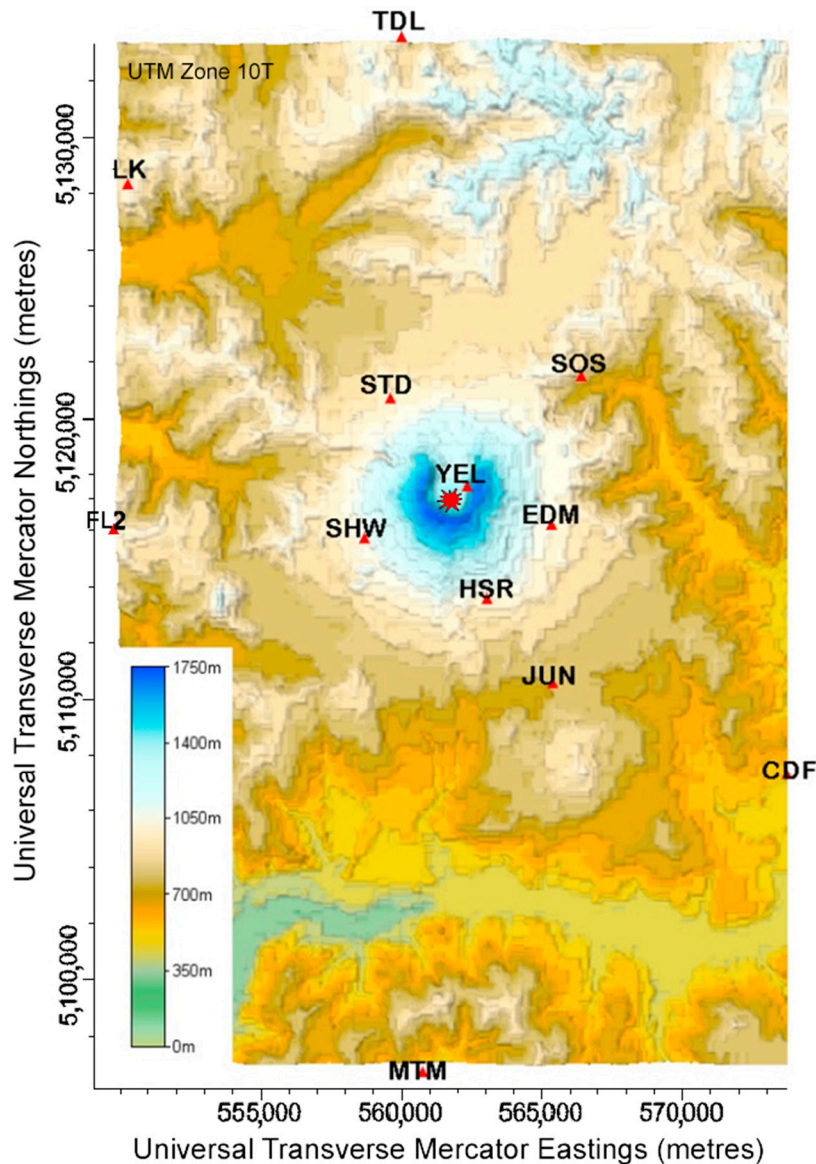 TDL
UTM Zone 10T
5,130,000
LK
SOS
STD
5,120,000
YEL
EDM
FL2
SHW
HSR
1750m
JUN
5,110,000
1400m
CDF
1050m
700m
350m
5,100,000
0m
MTM
555,000
560,000
565,000
570,000
Universal Transverse Mercator Northings (metres)
Universal Transverse Mercator Eastings (metres)